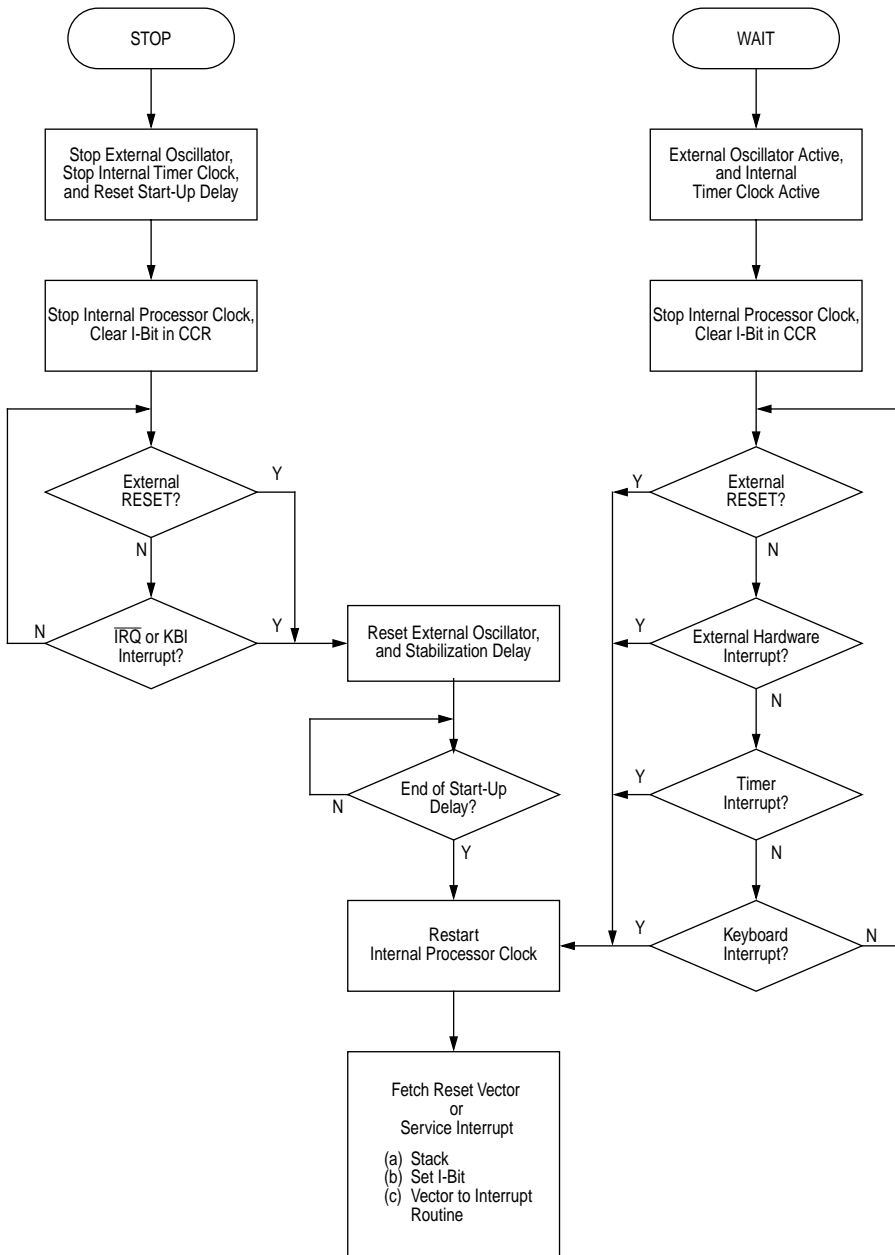 STOP
Stop External Oscillator,
Stop Internal Timer Clock,
and Reset Start-Up Delay
Stop Internal Processor Clock,
Clear I-Bit in CCR
External
RESET?
Y
N
I̅R̅Q̅ or KBI
Interrupt?
N
Y
Reset External Oscillator,
and Stabilization Delay
End of Start-Up
Delay?
N
Y
Restart
Internal Processor Clock
Fetch Reset Vector
or
Service Interrupt
(a) Stack
(b) Set I-Bit
(c) Vector to Interrupt
Routine
WAIT
External Oscillator Active,
and Internal
Timer Clock Active
Stop Internal Processor Clock,
Clear I-Bit in CCR
External
RESET?
Y
N
External Hardware
Interrupt?
Y
N
Timer
Interrupt?
Y
N
Keyboard
Interrupt?
Y
N